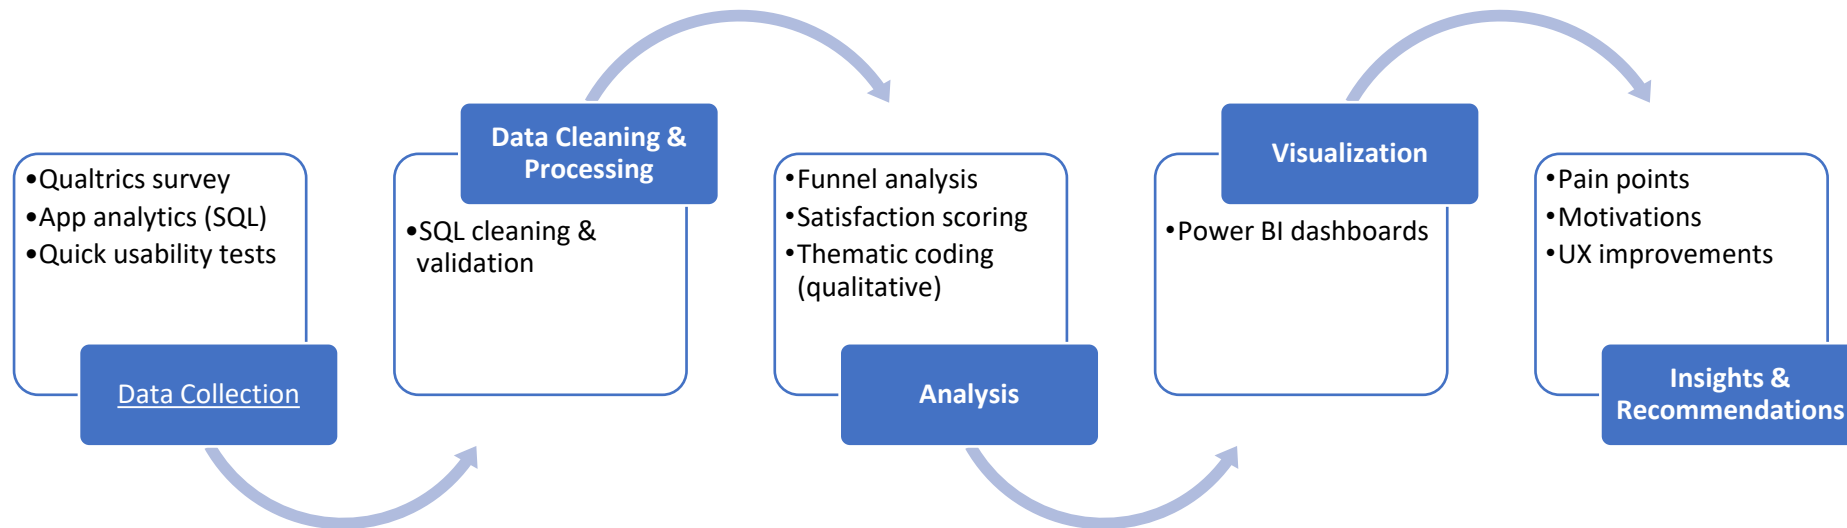 •Qualtrics survey
•App analytics (SQL)
•Quick usability tests
Data Collection
Data Cleaning &
Processing
•SQL cleaning &
validation
•Funnel analysis
•Satisfaction scoring
•Thematic coding
(qualitative)
Analysis
Visualization
•Power BI dashboards
•Pain points
•Motivations
•UX improvements
Insights &
Recommendations